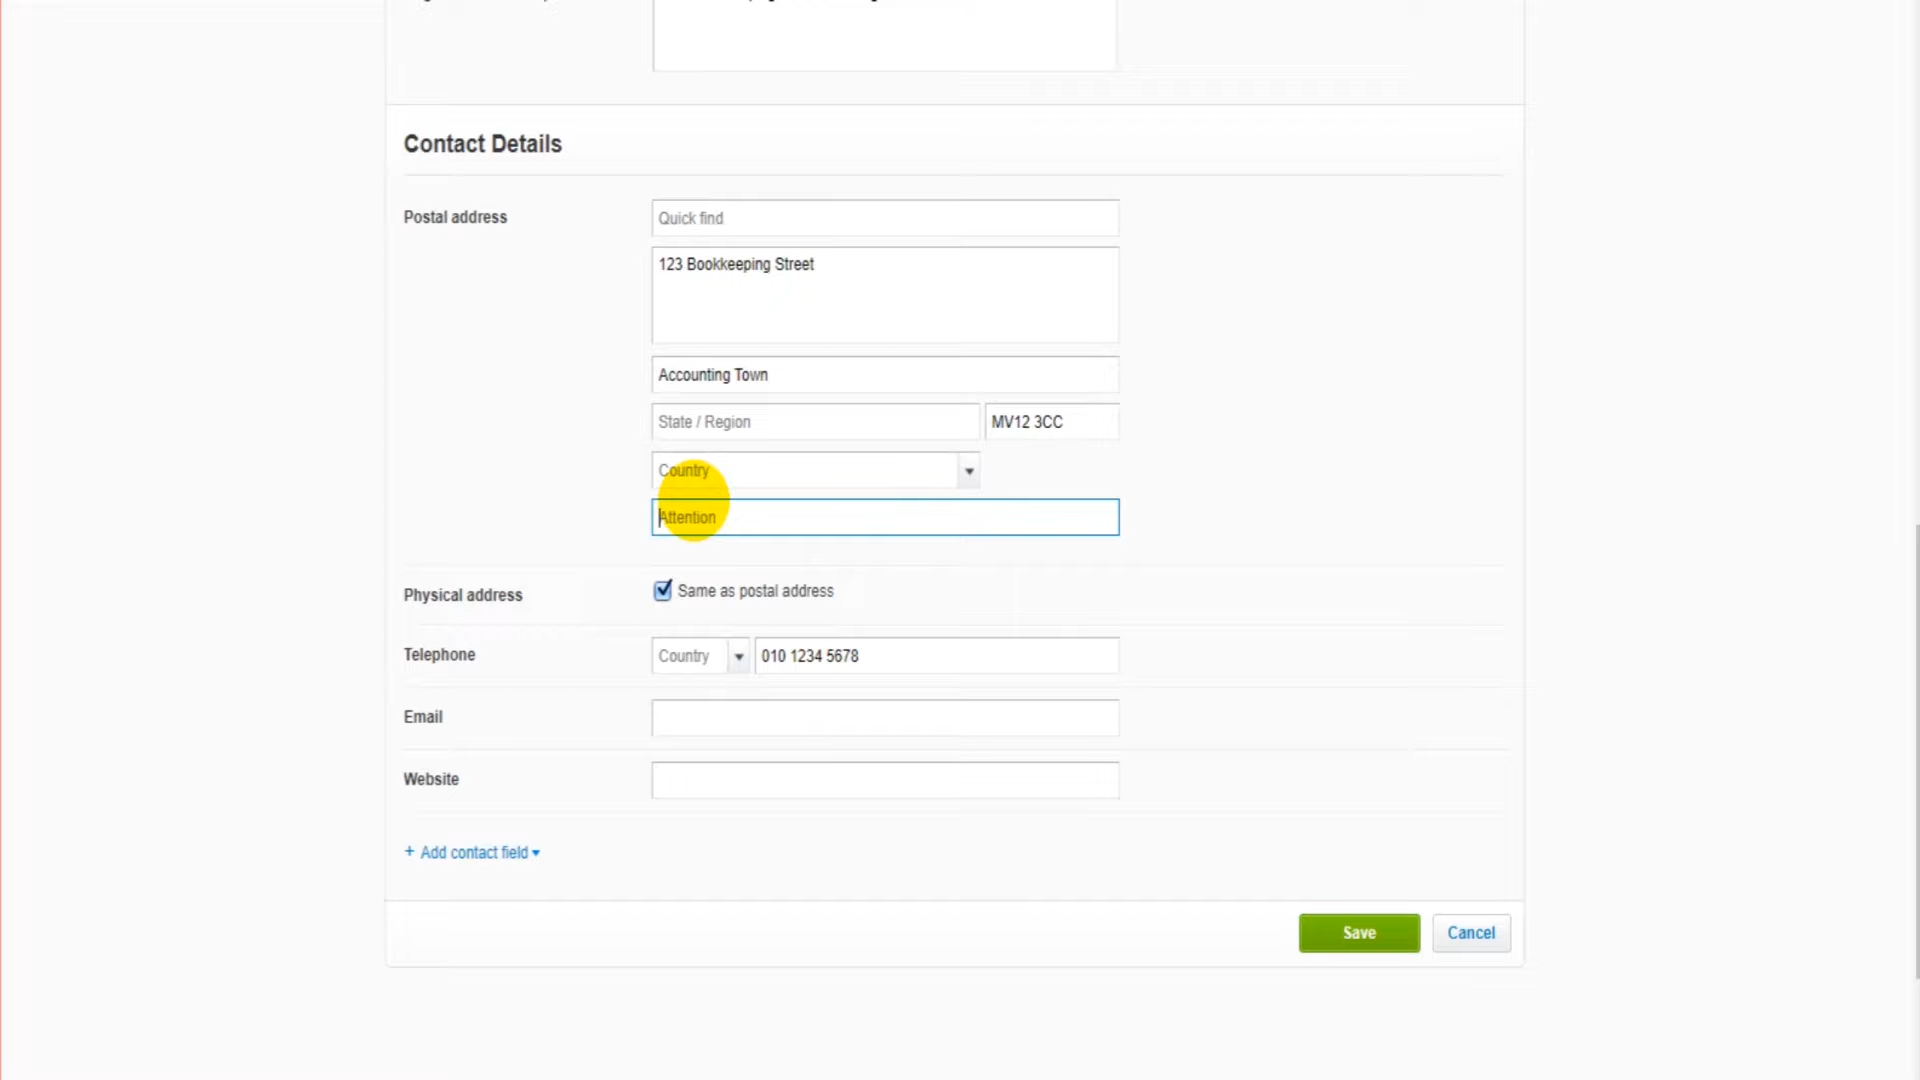 Contact Details
Postal address
Quick find
123 Bookkeeping Street
Accounting Town
State / Region
MV12 3CC
Country
Attention
Physical address
Same as postal address
Telephone
Country
010 1234 5678
Email
Website
+ Add contact field
Save
Cancel